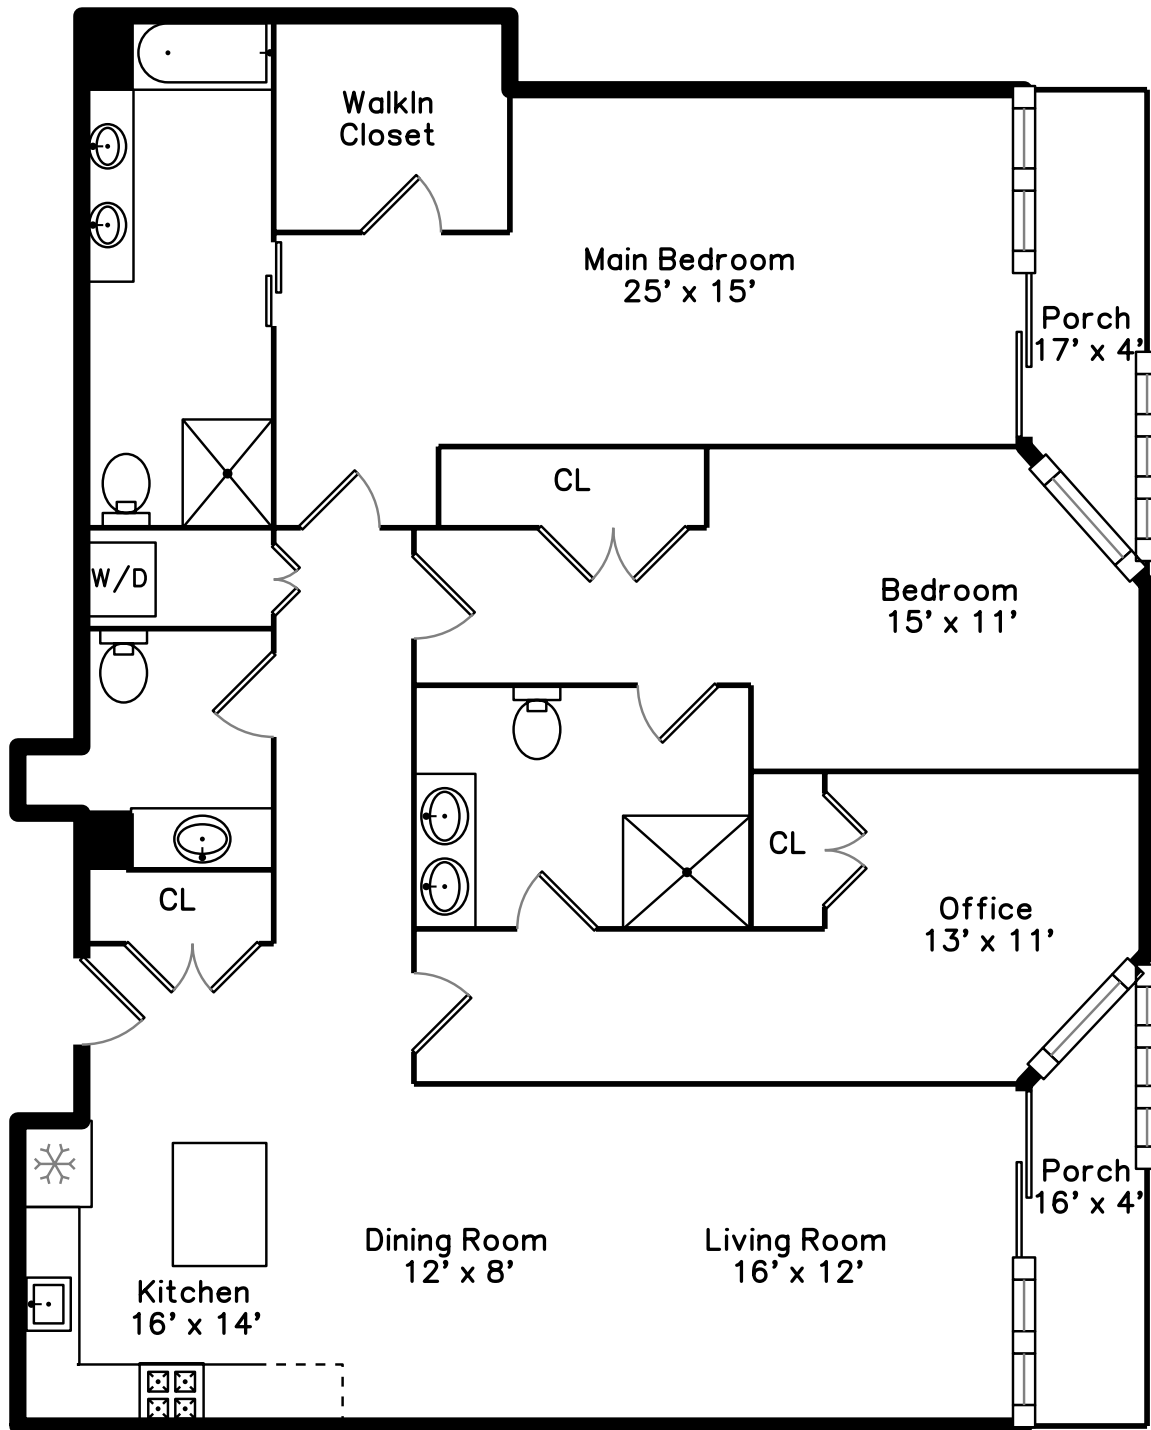 WalkIn
Closet
Main Bedroom
25' x 15'
Porch
17' x 4'
CL
W/D
Bedroom
15' x 11'
CL
CL
Office
13' x 11'
Porch
16' x 4'
Dining Room
12' x 8'
Living Room
16' x 12'
Kitchen
16' x 14'